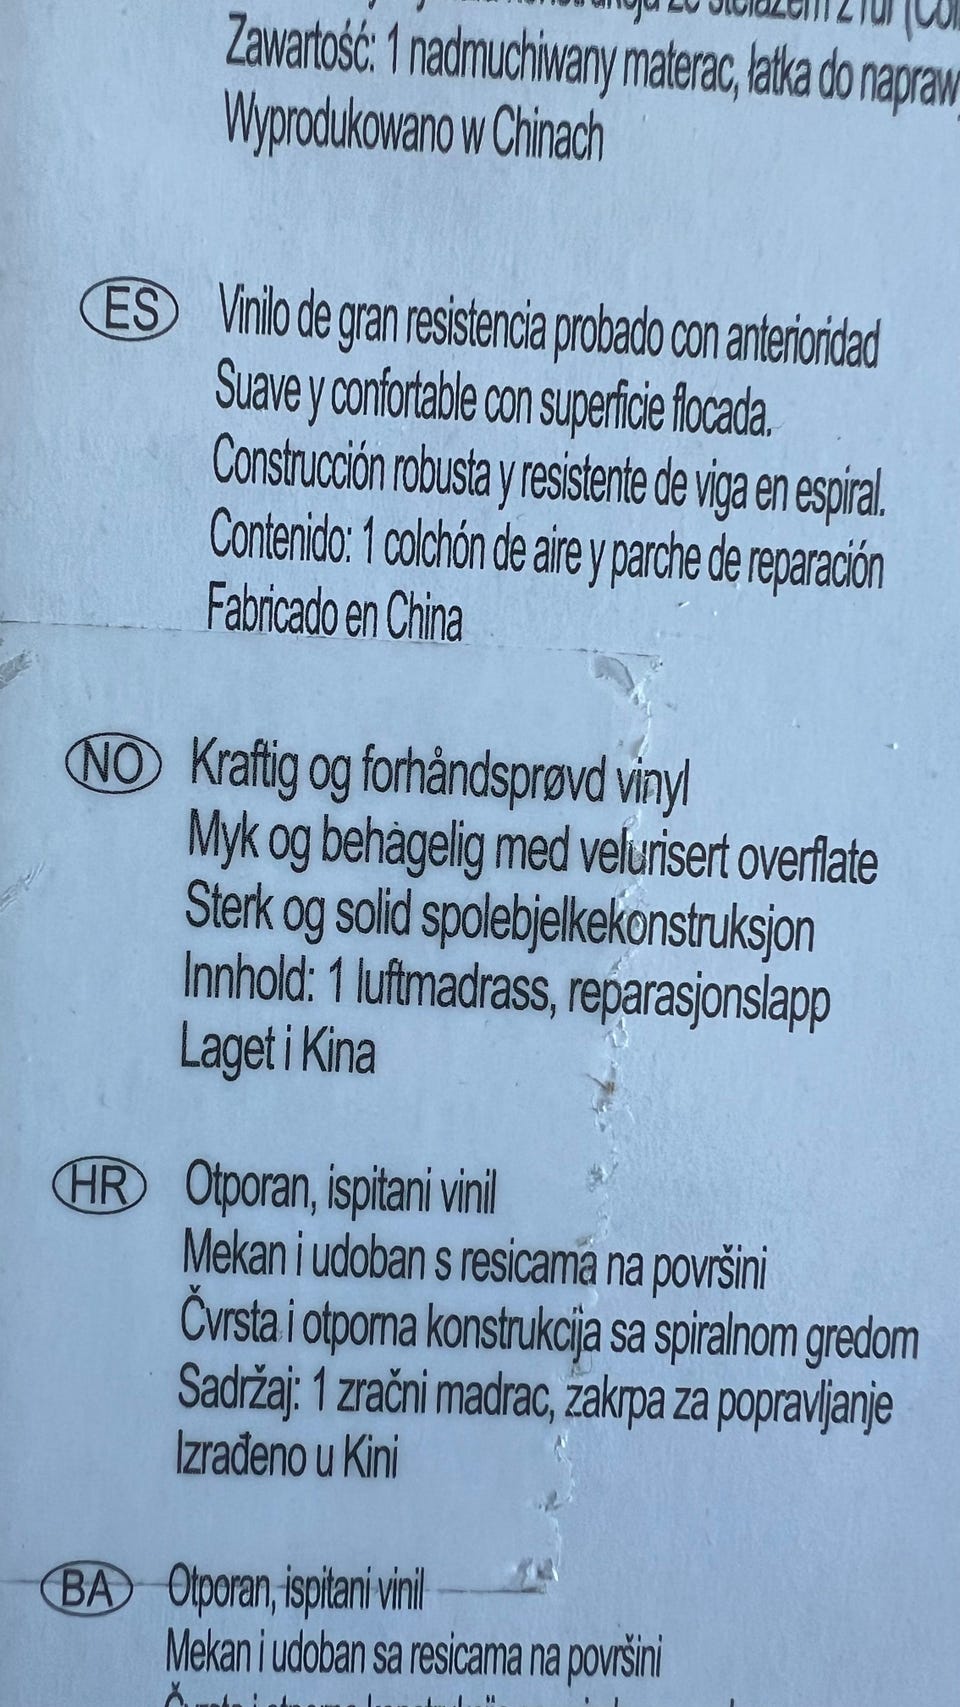 ze stelażem z rur
Zawartość: 1 nadmuchiwany materac, łatka do
Wyprodukowano w Chinach
ES Vinilo de gran resistencia probado con anterioridad
Suave y confortable con superficie flocada.
Construcción robusta y resistente de viga en espiral.
Contenido: 1 colchón de aire y parche de reparación
Fabricado en China
NO Kraftig og forhåndsprøvd vinyl
Myk og behagelig med velurisert overflate
Sterk og solid spolebjelkekonstruksjon
Innhold: 1 luftmadrass, reparasjonslapp
Laget i Kina
HR Otporan, ispitani vinil
Mekan i udoban s resicama na površini
Čvrsta i otporna konstrukcija sa spiralnom gredom
Sadržaj: 1 zračni madrac, zakrpa za popravljanje
Izrađeno u Kini
BA Otporan, ispitani vinil
Mekan i udoban sa resicama na površini